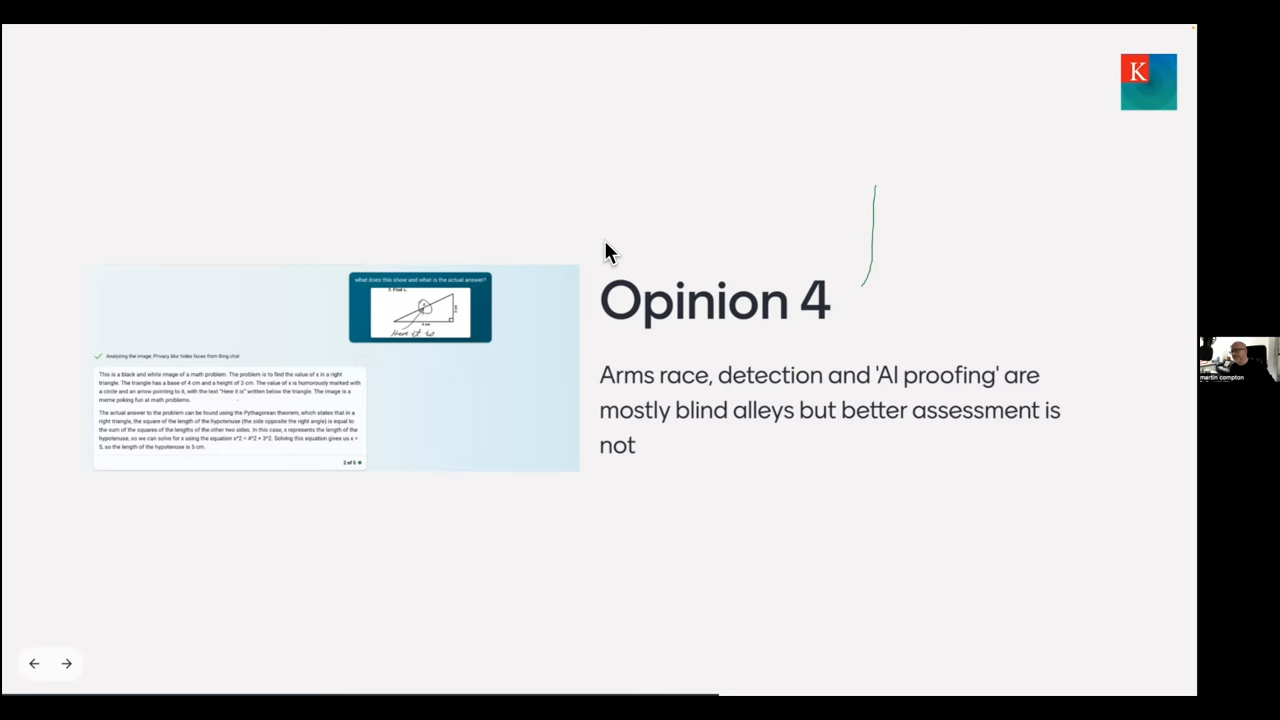 K
what does this show and what is the actual answer?
3. Find x.
x
3 cm
4 cm
Here it is
Analyzing the image: Privacy blur hides faces from Bing chat
This is a black and white image of a math problem. The problem is to find the value of x in a right
triangle. The triangle has a base of 4 cm and a height of 3 cm. The value of x is humorously marked with
a circle and an arrow pointing to it, with the text "Here it is" written below the triangle. The image is a
meme poking fun at math problems.
The actual answer to the problem can be found using the Pythagorean theorem, which states that in a
right triangle, the square of the length of the hypotenuse (the side opposite the right angle) is equal to
the sum of the squares of the lengths of the other two sides. In this case, x represents the length of the
hypotenuse, so we can solve for x using the equation x^2 = 4^2 + 3^2. Solving this equation gives us x =
5, so the length of the hypotenuse is 5 cm.
2 of 5
Opinion 4
Arms race, detection and 'AI proofing' are
mostly blind alleys but better assessment is
not
martin compton